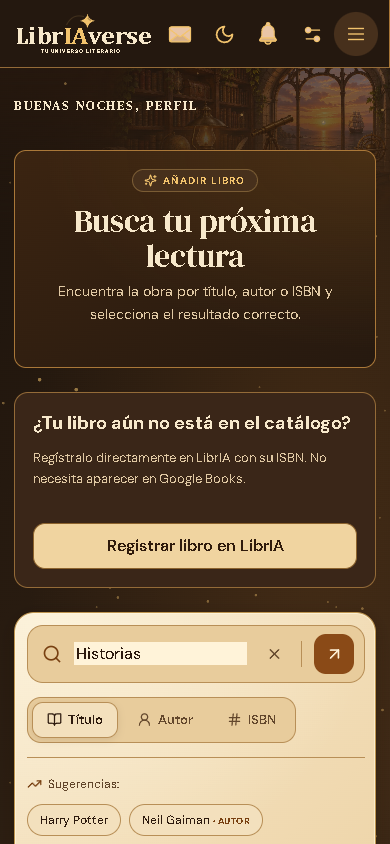 LibrIAverse
TU UNIVERSO LITERARIO
BUENAS NOCHES, PERFIL
AÑADIR LIBRO
Busca tu próxima
lectura
Encuentra la obra por título, autor o ISBN y
selecciona el resultado correcto.
¿Tu libro aún no está en el catálogo?
Regístralo directamente en LibrIA con su ISBN. No
necesita aparecer en Google Books.
Registrar libro en LibrIA
Historias
Título
Autor
ISBN
Sugerencias:
Harry Potter
Neil Gaiman · AUTOR